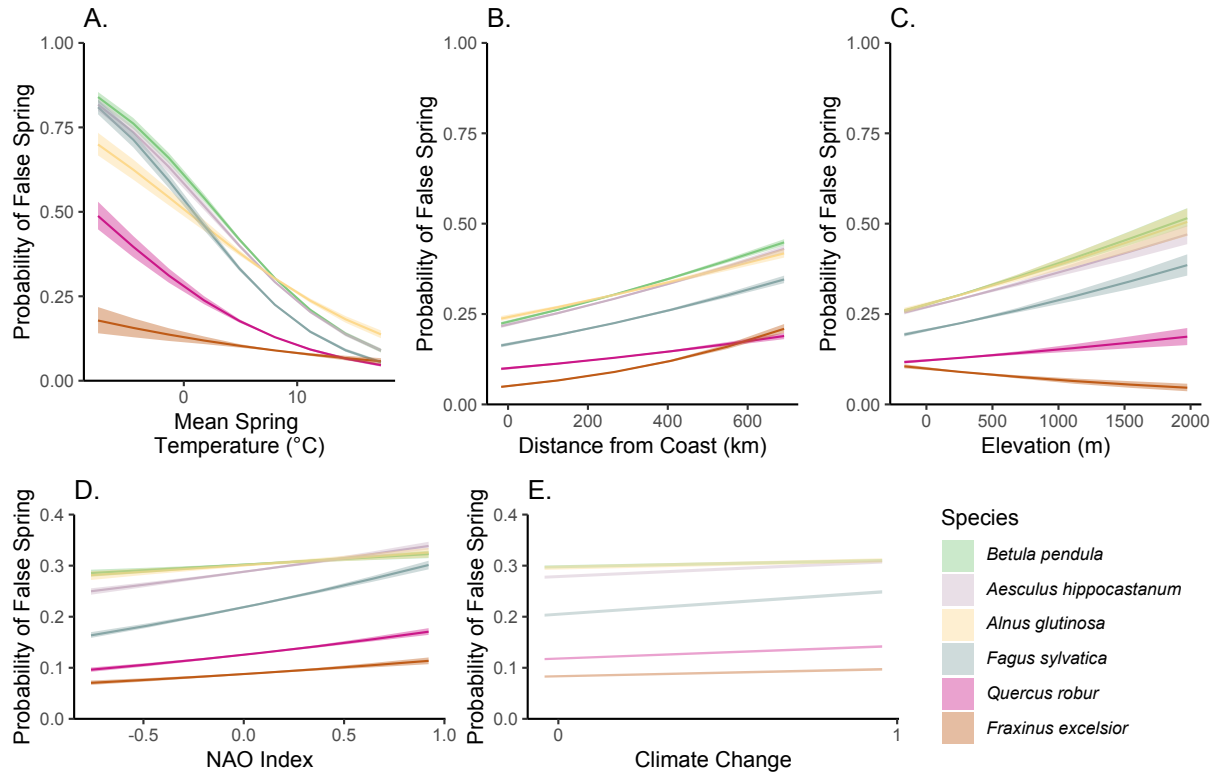 A.
Probability of False Spring
1.00
0.75
0.50
0.25
0.00
0
10
Mean Spring
Temperature (°C)
B.
Probability of False Spring
1.00
0.75
0.50
0.25
0.00
0
200
400
600
Distance from Coast (km)
C.
Probability of False Spring
1.00
0.75
0.50
0.25
0.00
0
500
1000
1500
2000
Elevation (m)
D.
Probability of False Spring
0.4
0.3
0.2
0.1
0.0
-0.5
0.0
0.5
1.0
NAO Index
E.
Probability of False Spring
0.4
0.3
0.2
0.1
0.0
0
1
Climate Change
Species
Betula pendula
Aesculus hippocastanum
Alnus glutinosa
Fagus sylvatica
Quercus robur
Fraxinus excelsior